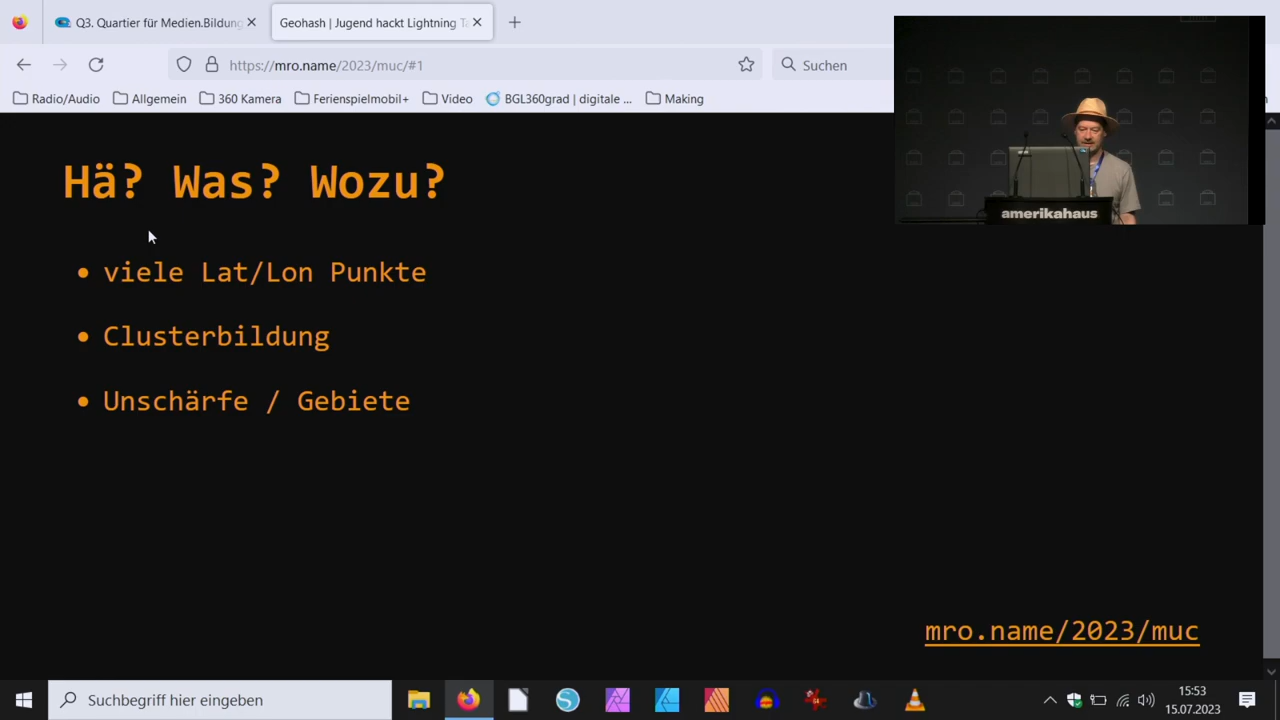 Q3. Quartier für Medien.Bildung
Geohash | Jugend hackt Lightning Ta
https://mro.name/2023/muc/#1
Suchen
Radio/Audio
Allgemein
360 Kamera
Ferienspielmobil+
Video
BGL360grad | digitale ...
Making
amerikahaus
Hä? Was? Wozu?
• viele Lat/Lon Punkte
• Clusterbildung
• Unschärfe / Gebiete
mro.name/2023/muc
Suchbegriff hier eingeben
15:53
15.07.2023